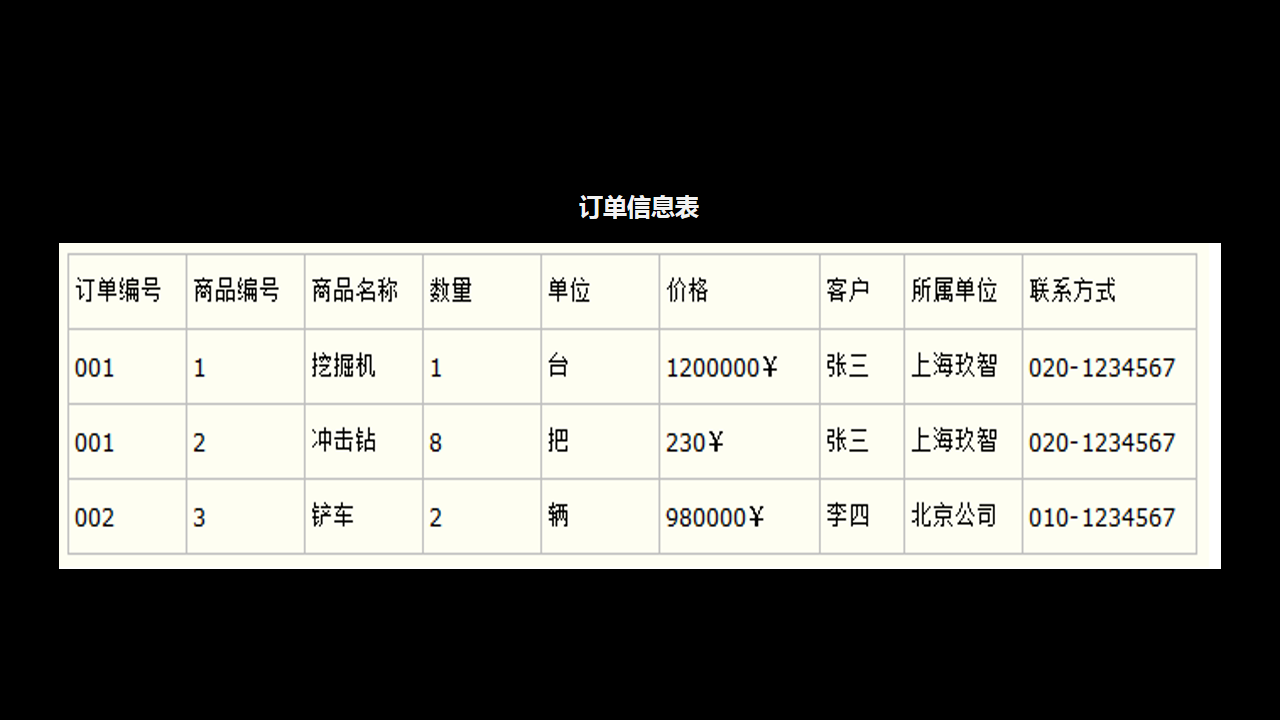 订单信息表
订单编号 商品编号 商品名称 数量 单位 价格 客户 所属单位 联系方式
001 1 挖掘机 1 台 1200000¥ 张三 上海玖智 020-1234567
001 2 冲击钻 8 把 230¥ 张三 上海玖智 020-1234567
002 3 铲车 2 辆 980000¥ 李四 北京公司 010-1234567